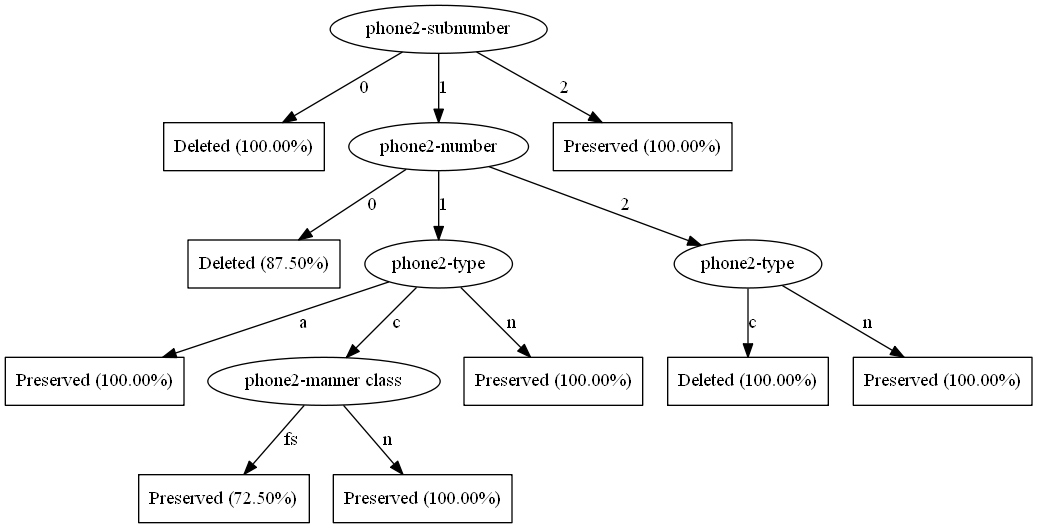 phone2-subnumber
0
1
2
Deleted (100.00%)
phone2-number
Preserved (100.00%)
0
1
2
Deleted (87.50%)
phone2-type
phone2-type
a
c
n
c
n
Preserved (100.00%)
phone2-manner class
Preserved (100.00%)
Deleted (100.00%)
Preserved (100.00%)
fs
n
Preserved (72.50%)
Preserved (100.00%)